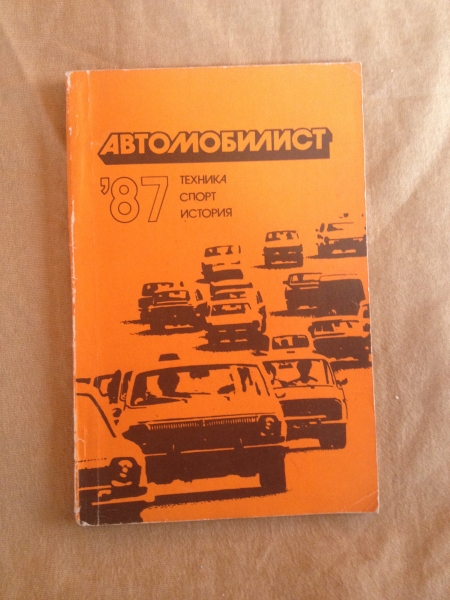 АВТОМОБИЛИСТ
'87
ТЕХНИКА
СПОРТ
ИСТОРИЯ